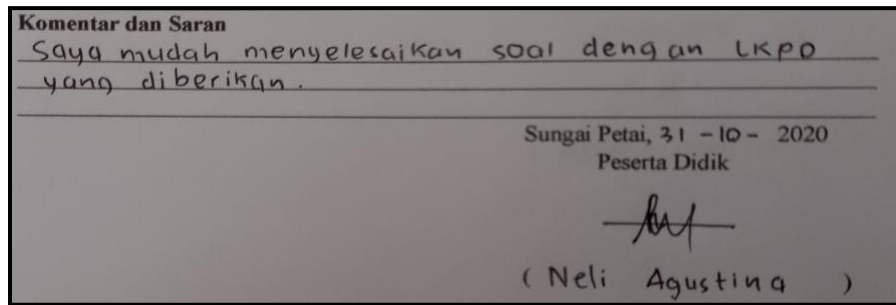 Komentar dan Saran
Saya mudah menyelesaikan soal dengan LKPD
yang diberikan.
Sungai Petai, 31 - 10 - 2020
Peserta Didik
( Neli Agustina )